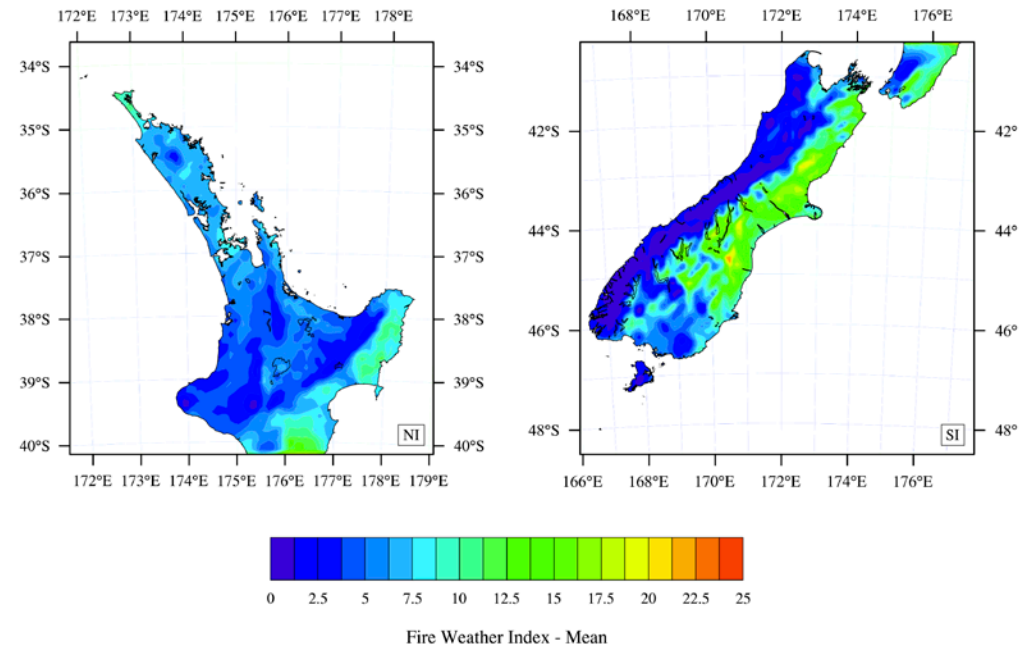 172°E 173°E 174°E 175°E 176°E 177°E 178°E
168°E 170°E 172°E 174°E 176°E
34°S 34°S
35°S 35°S
36°S 36°S
37°S 37°S
38°S 38°S
39°S 39°S
40°S NI 40°S
42°S 42°
44°S 44°
46°S 46°
48°S SI 48°
172°E 173°E 174°E 175°E 176°E 177°E 178°E 179°E
166°E 168°E 170°E 172°E 174°E 176°E
0 2.5 5 7.5 10 12.5 15 17.5 20 22.5 25
Fire Weather Index - Mean